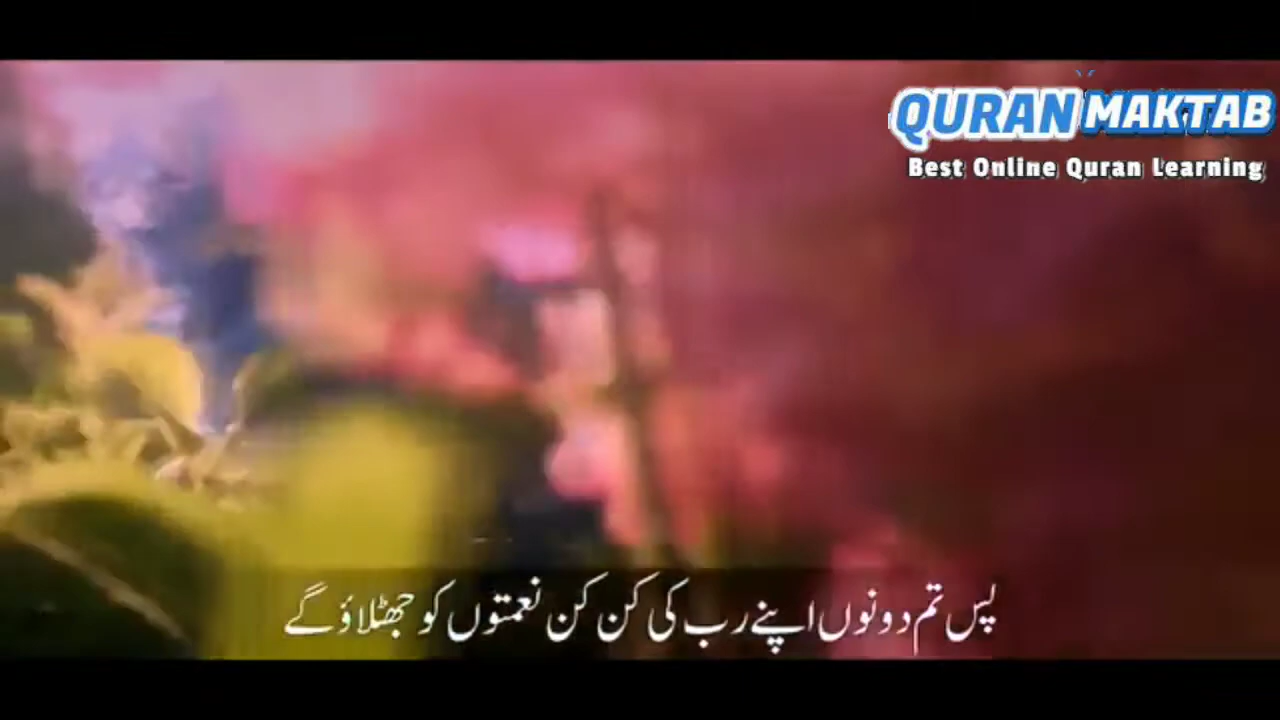 QURAN MAKTAB
Best Online Quran Learning
پس تم دونوں اپنے رب کی کن کن نعمتوں کو جھٹلاؤ گے